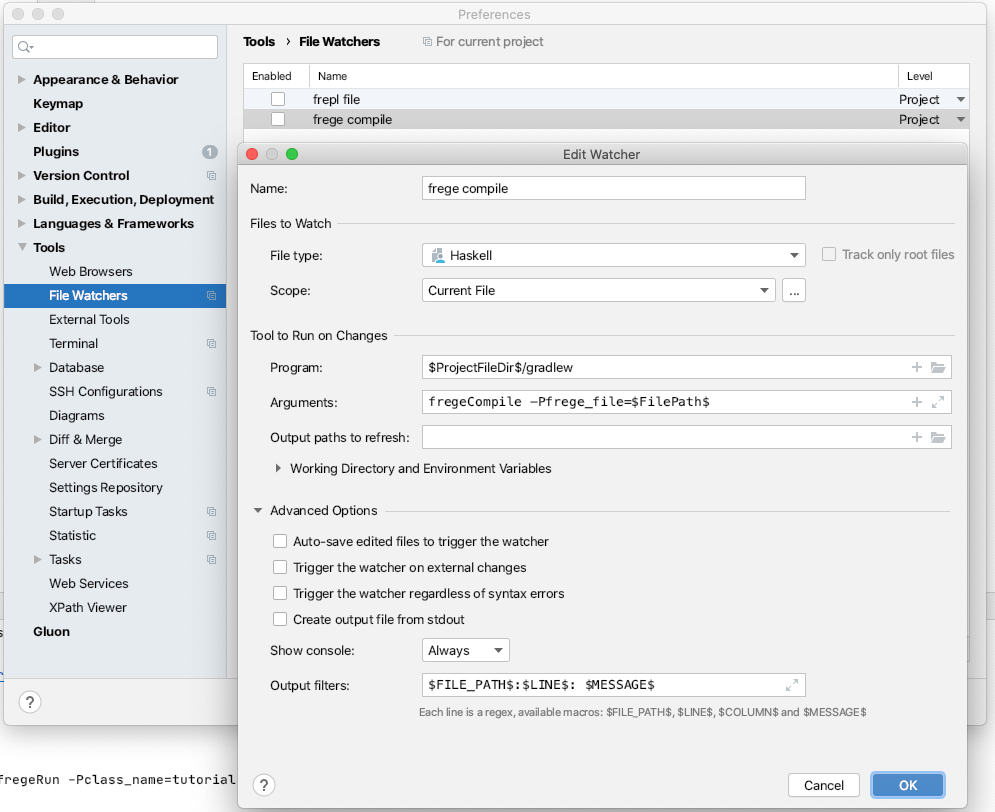 Preferences
Appearance & Behavior
Keymap
Editor
Plugins 1
Version Control
Build, Execution, Deployment
Languages & Frameworks
Tools
Web Browsers
File Watchers
External Tools
Terminal
Database
SSH Configurations
Diagrams
Diff & Merge
Server Certificates
Settings Repository
Startup Tasks
Statistic
Tasks
Web Services
XPath Viewer
Gluon
?
Tools › File Watchers For current project
Enabled Name Level
frepl file Project
frege compile Project
Edit Watcher
Name: frege compile
Files to Watch
File type: Haskell Track only root files
Scope: Current File ...
Tool to Run on Changes
Program: $ProjectFileDir$/gradlew
Arguments: fregeCompile -Pfrege_file=$FilePath$
Output paths to refresh:
Working Directory and Environment Variables
Advanced Options
Auto-save edited files to trigger the watcher
Trigger the watcher on external changes
Trigger the watcher regardless of syntax errors
Create output file from stdout
Show console: Always
Output filters: $FILE_PATH$:$LINE$: $MESSAGE$
Each line is a regex, available macros: $FILE_PATH$, $LINE$, $COLUMN$ and $MESSAGE$
? Cancel OK
fregeRun -Pclass_name=tutorial